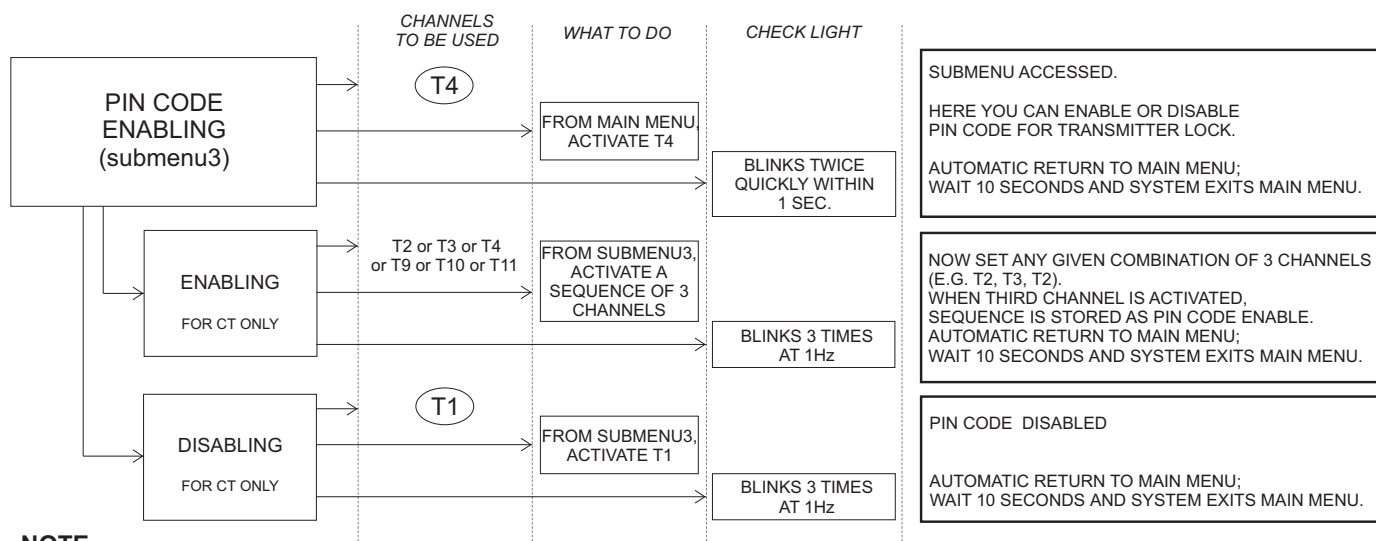 CHANNELS
TO BE USED
WHAT TO DO
CHECK LIGHT
PIN CODE
ENABLING
(submenu3)
T4
FROM MAIN MENU,
ACTIVATE T4
BLINKS TWICE
QUICKLY WITHIN
1 SEC.
SUBMENU ACCESSED.
HERE YOU CAN ENABLE OR DISABLE
PIN CODE FOR TRANSMITTER LOCK.
AUTOMATIC RETURN TO MAIN MENU;
WAIT 10 SECONDS AND SYSTEM EXITS MAIN MENU.
ENABLING
FOR CT ONLY
T2 or T3 or T4
or T9 or T10 or T11
FROM SUBMENU3,
ACTIVATE A
SEQUENCE OF 3
CHANNELS
BLINKS 3 TIMES
AT 1Hz
NOW SET ANY GIVEN COMBINATION OF 3 CHANNELS
(E.G. T2, T3, T2).
WHEN THIRD CHANNEL IS ACTIVATED,
SEQUENCE IS STORED AS PIN CODE ENABLE.
AUTOMATIC RETURN TO MAIN MENU;
WAIT 10 SECONDS AND SYSTEM EXITS MAIN MENU.
DISABLING
FOR CT ONLY
T1
FROM SUBMENU3,
ACTIVATE T1
BLINKS 3 TIMES
AT 1Hz
PIN CODE DISABLED
AUTOMATIC RETURN TO MAIN MENU;
WAIT 10 SECONDS AND SYSTEM EXITS MAIN MENU.
NOTE